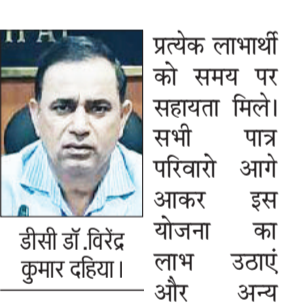 प्रत्येक लाभार्थी
को समय पर
सहायता मिले।
सभी पात्र
परिवारो आगे
आकर इस
योजना का
लाभ उठाएं
और अन्य
डीसी डॉ.विरेंद्र
कुमार दहिया।